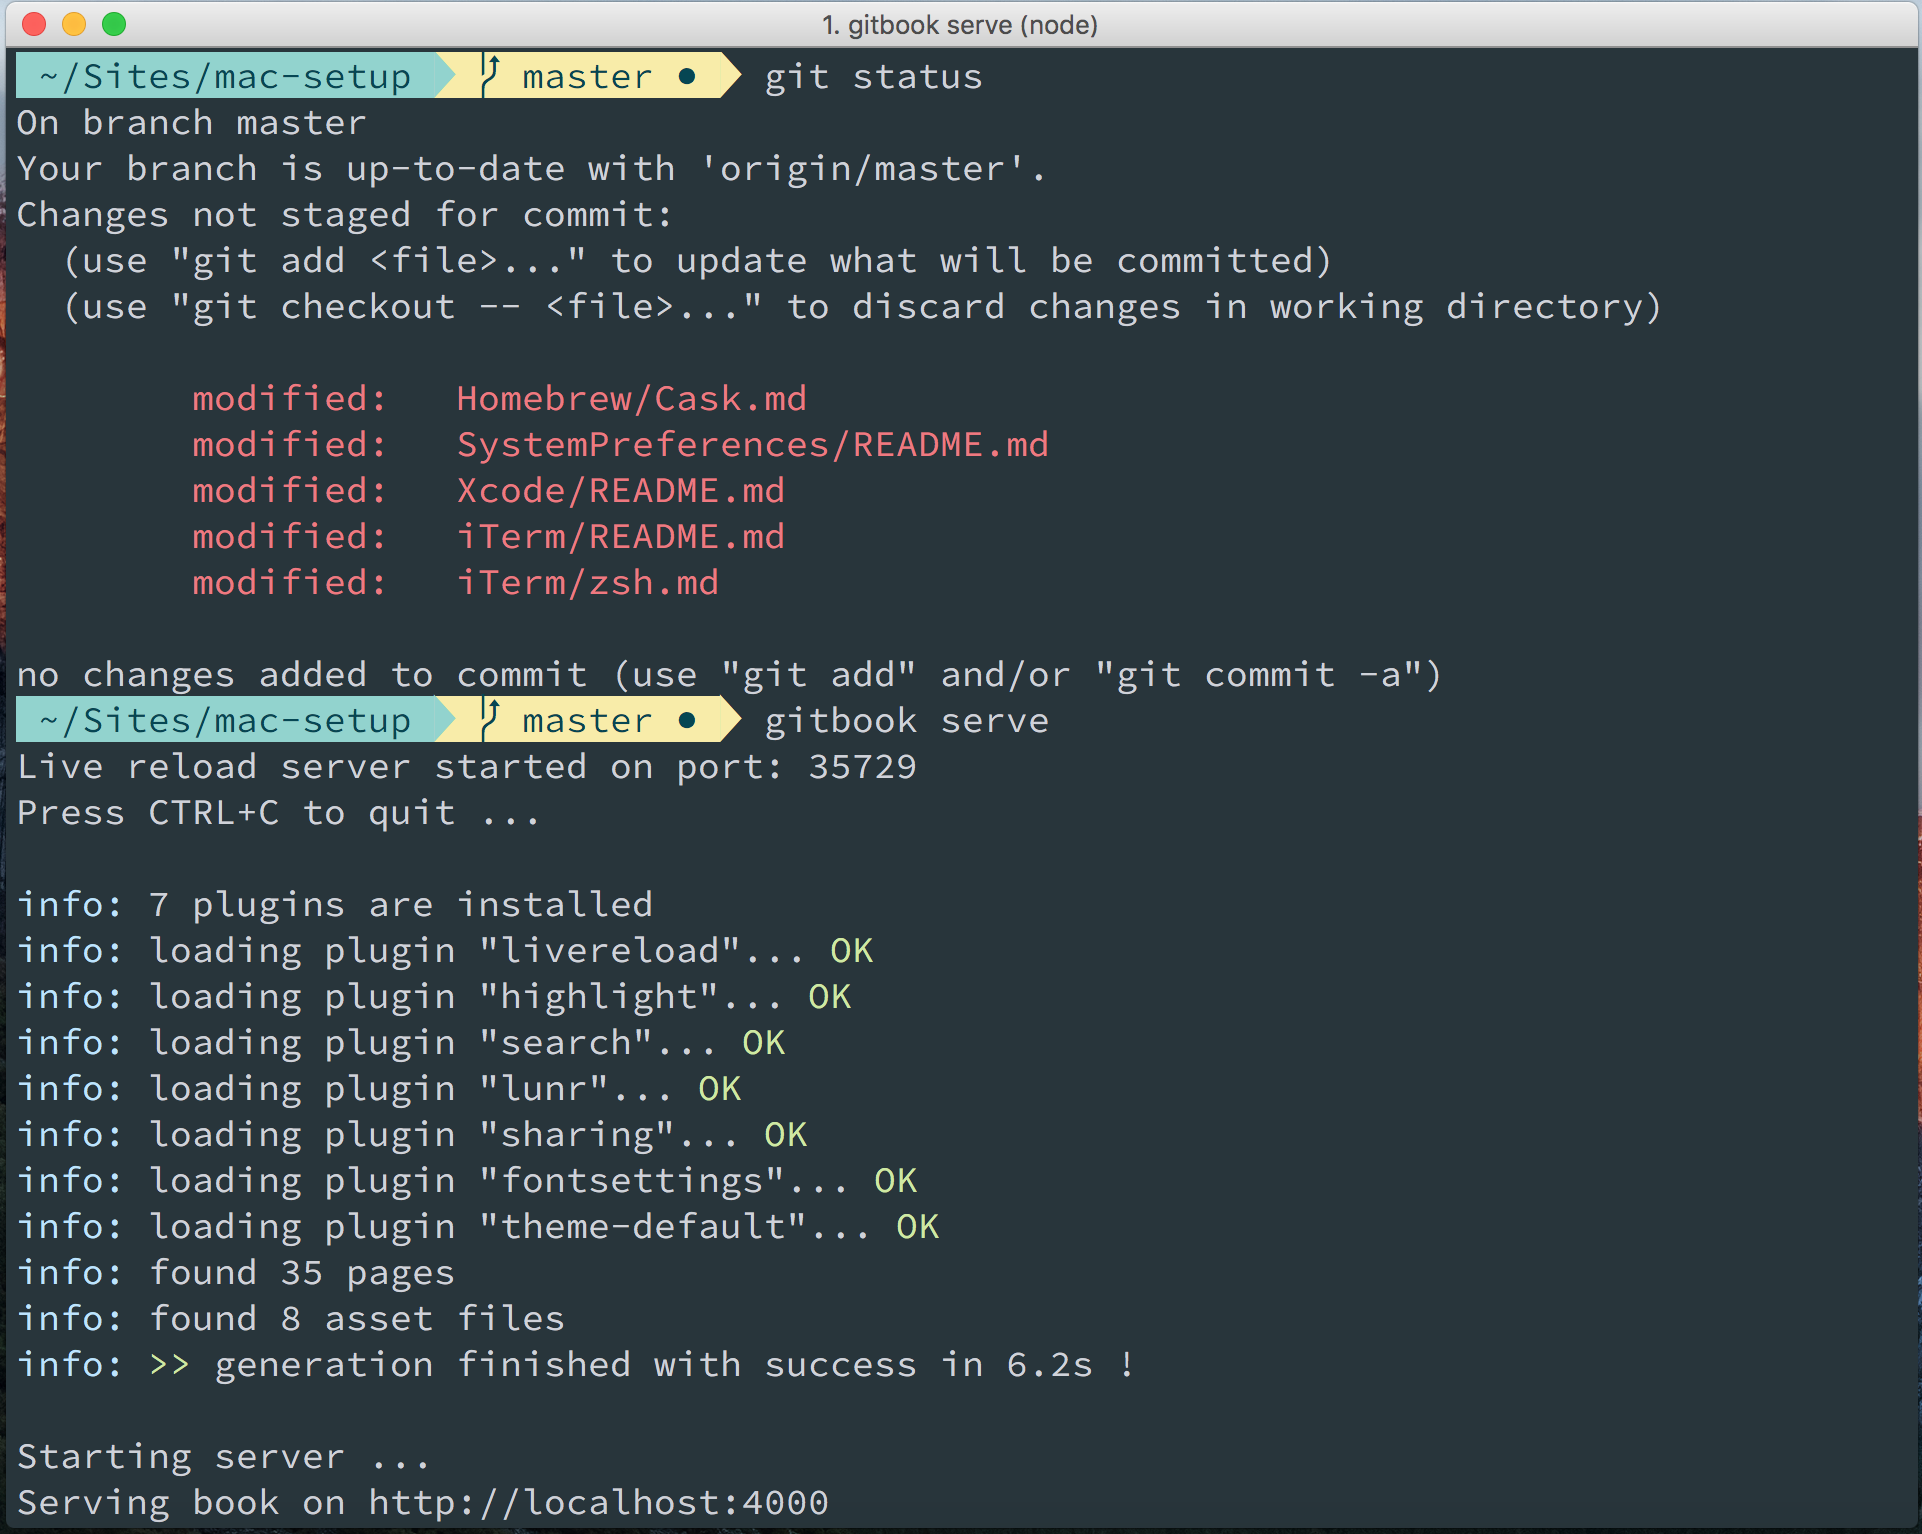 1. gitbook serve (node)
~/Sites/mac-setup master ● git status
On branch master
Your branch is up-to-date with 'origin/master'.
Changes not staged for commit:
  (use "git add <file>..." to update what will be committed)
  (use "git checkout -- <file>..." to discard changes in working directory)
        modified:   Homebrew/Cask.md
        modified:   SystemPreferences/README.md
        modified:   Xcode/README.md
        modified:   iTerm/README.md
        modified:   iTerm/zsh.md
no changes added to commit (use "git add" and/or "git commit -a")
~/Sites/mac-setup master ● gitbook serve
Live reload server started on port: 35729
Press CTRL+C to quit ...
info: 7 plugins are installed
info: loading plugin "livereload"... OK
info: loading plugin "highlight"... OK
info: loading plugin "search"... OK
info: loading plugin "lunr"... OK
info: loading plugin "sharing"... OK
info: loading plugin "fontsettings"... OK
info: loading plugin "theme-default"... OK
info: found 35 pages
info: found 8 asset files
info: >> generation finished with success in 6.2s !
Starting server ...
Serving book on http://localhost:4000